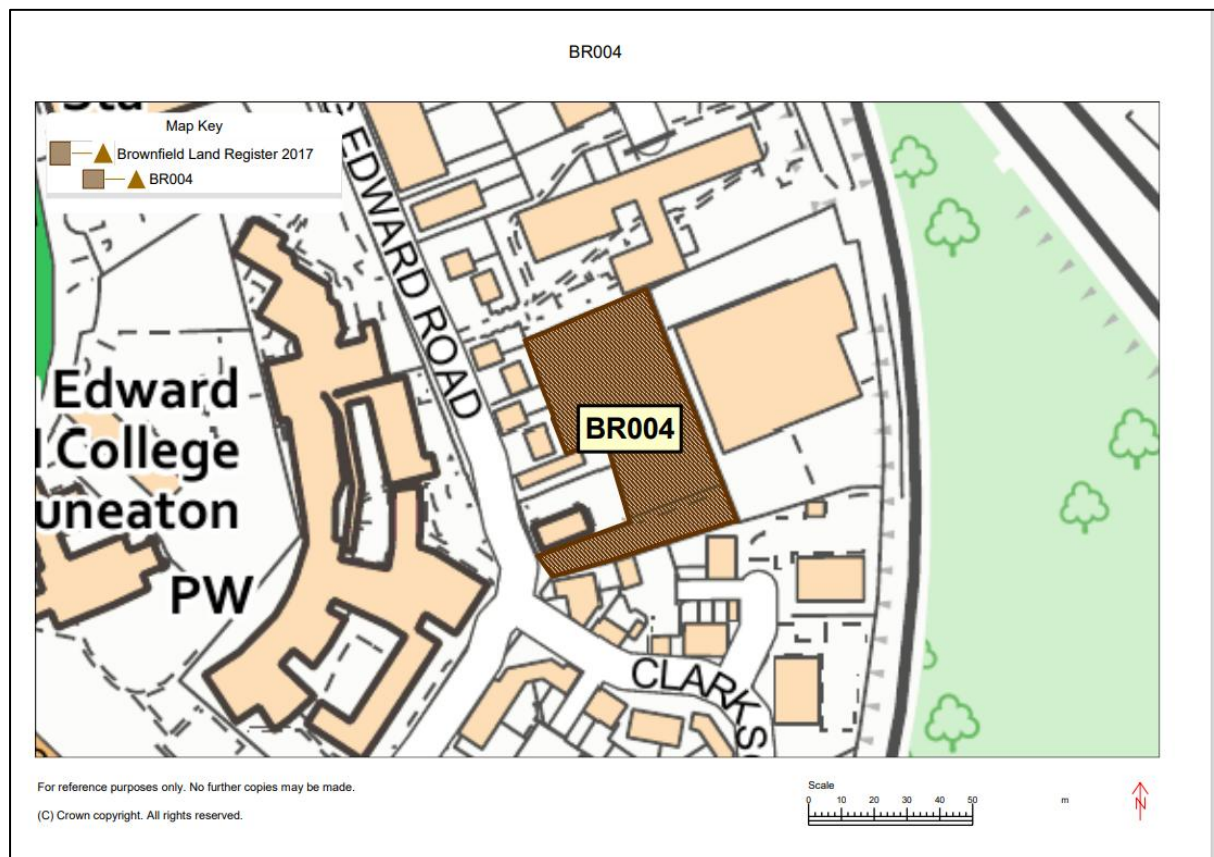 BR004
Map Key
Brownfield Land Register 2017
BR004
EDWARD ROAD
Edward
College
uneaton
PW
BR004
CLARKS
For reference purposes only. No further copies may be made.
(C) Crown copyright. All rights reserved.
Scale
0 10 20 30 40 50 m
N